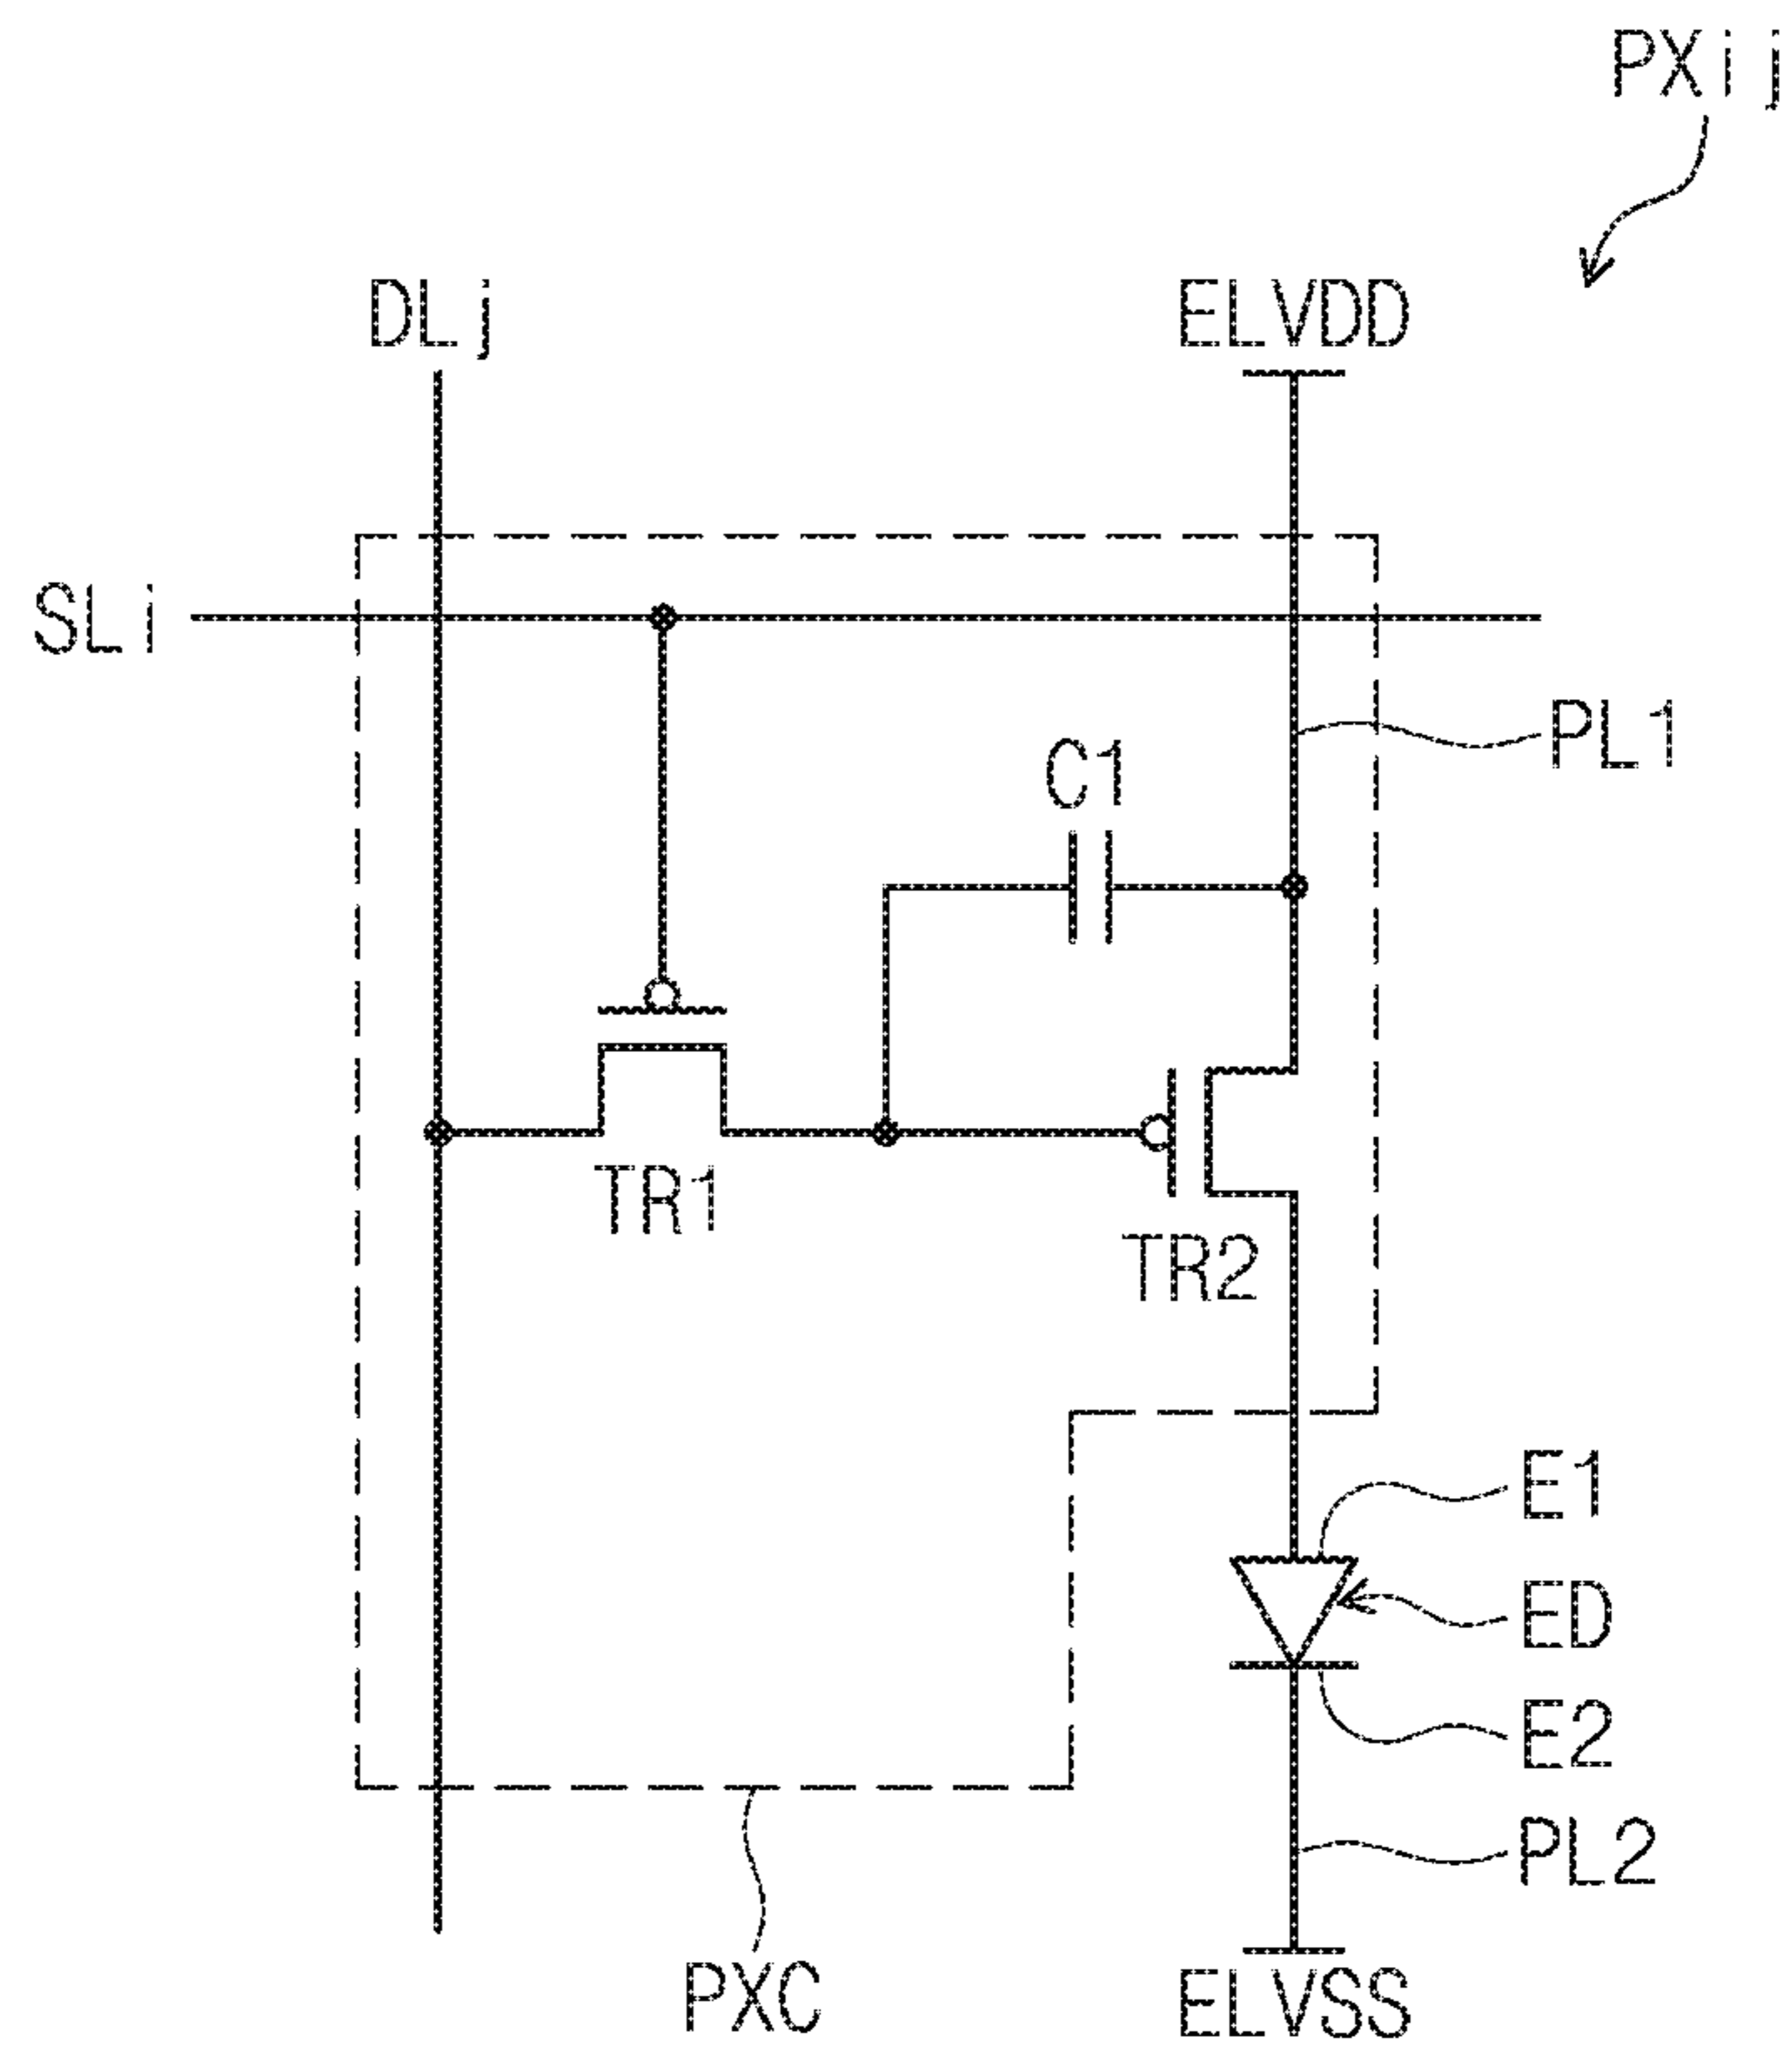 PXij
DLj
ELVDD
SLi
PL1
C1
TR1
TR2
E1
ED
E2
PL2
PXC
ELVSS